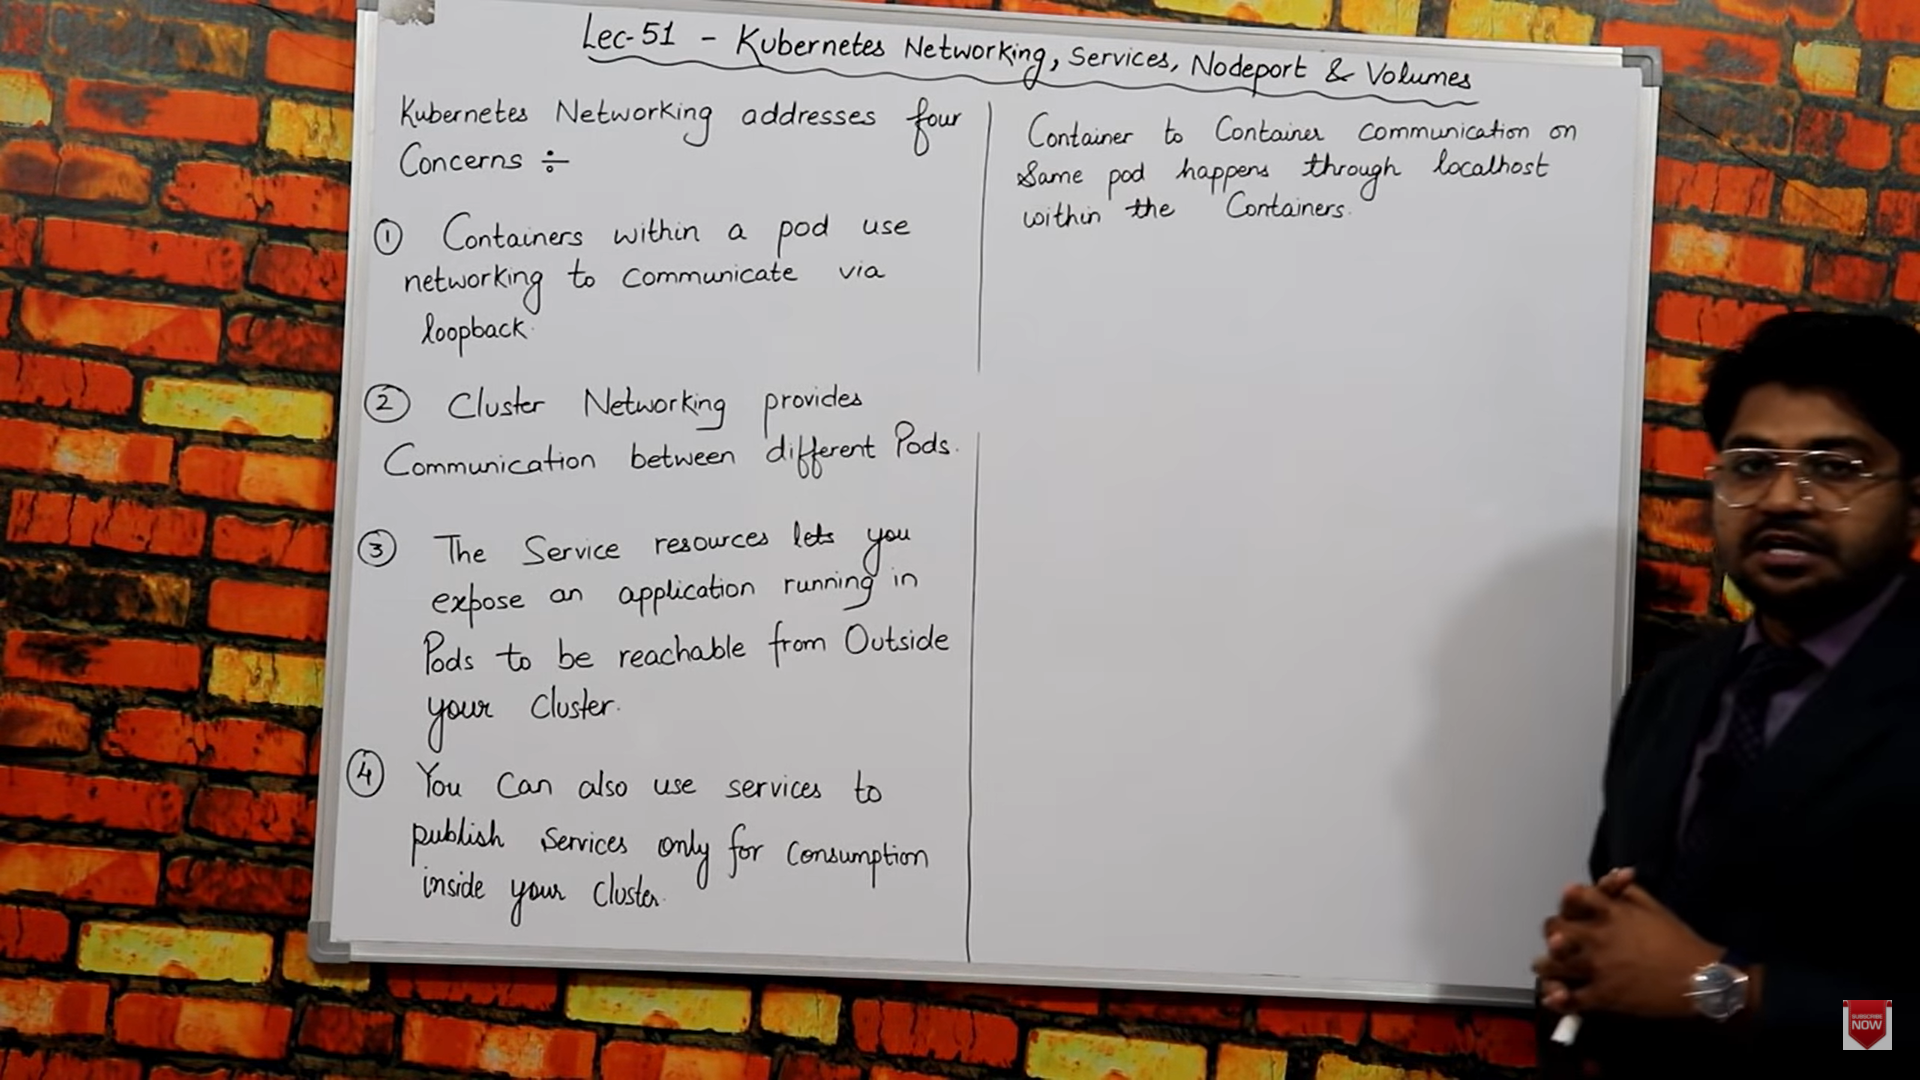 Lec-51 - Kubernetes Networking, Services, Nodeport & Volumes
Kubernetes Networking addresses four
Concerns ÷
① Containers within a pod use
networking to communicate via
loopback.
② Cluster Networking provides
Communication between different Pods.
③ The Service resources lets you
expose an application running in
Pods to be reachable from Outside
your Cluster.
④ You Can also use services to
publish Services only for Consumption
inside your Cluster.
Container to Container communication on
Same pod happens through localhost
within the Containers.
SUBSCRIBE
NOW